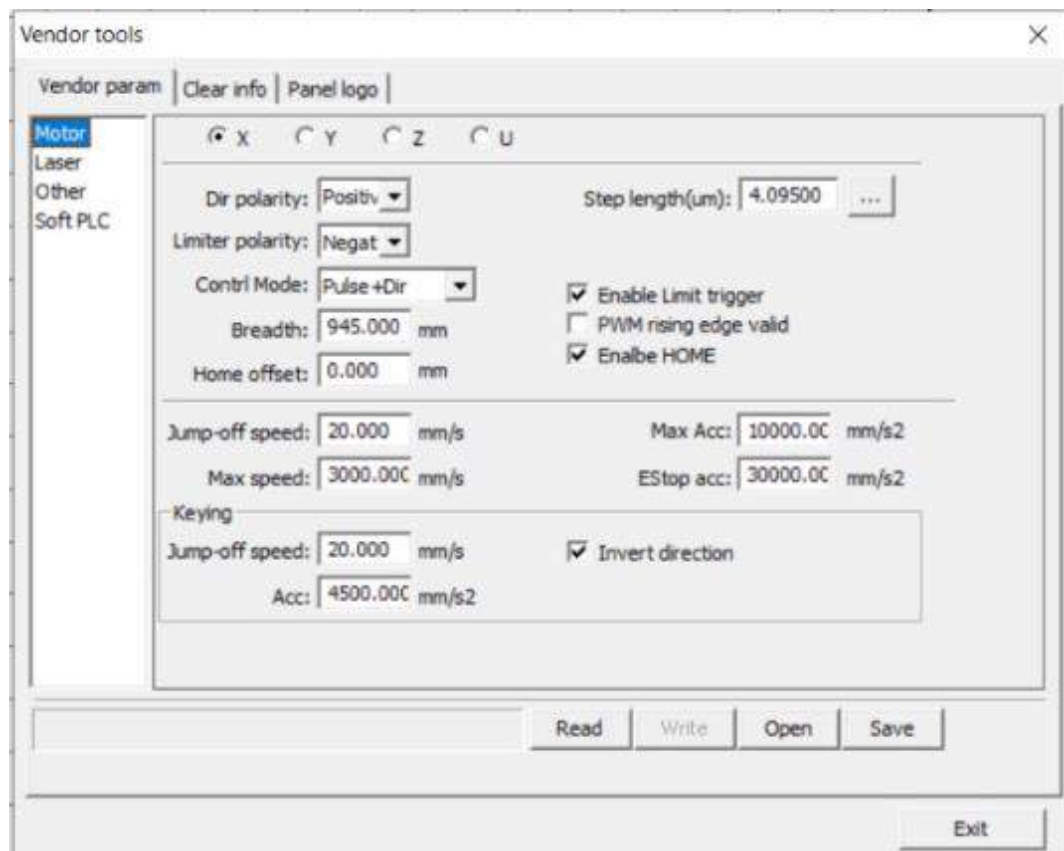 Vendor tools
Vendor param Clear info Panel logo
Motor
Laser
Other
Soft PLC
X Y Z U
Dir polarity: Positiv Step length(um): 4.09500 ...
Limiter polarity: Negat
Contrl Mode: Pulse+Dir
Enable Limit trigger
Breadth: 945.000 mm PWM rising edge valid
Enalbe HOME
Home offset: 0.000 mm
Jump-off speed: 20.000 mm/s Max Acc: 10000.00 mm/s2
Max speed: 3000.000 mm/s EStop acc: 30000.00 mm/s2
Keying
Jump-off speed: 20.000 mm/s Invert direction
Acc: 4500.000 mm/s2
Read Write Open Save
Exit